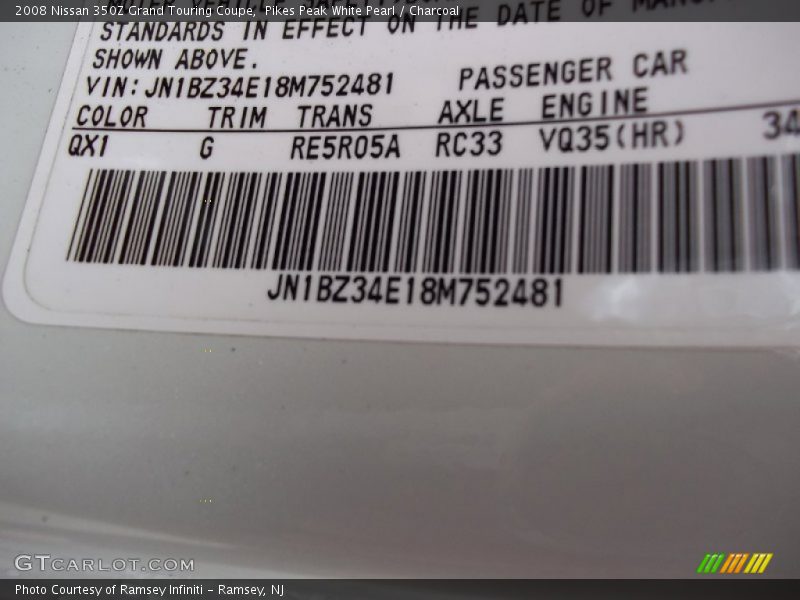 2008 Nissan 350Z Grand Touring Coupe, Pikes Peak White Pearl / Charcoal
STANDARDS IN EFFECT ON THE DATE OF
SHOWN ABOVE.
VIN: JN1BZ34E18M752481 PASSENGER CAR
COLOR TRIM TRANS AXLE ENGINE
QX1 G RE5R05A RC33 VQ35(HR) 34
JN1BZ34E18M752481
GTCARLOT.COM
Photo Courtesy of Ramsey Infiniti - Ramsey, NJ